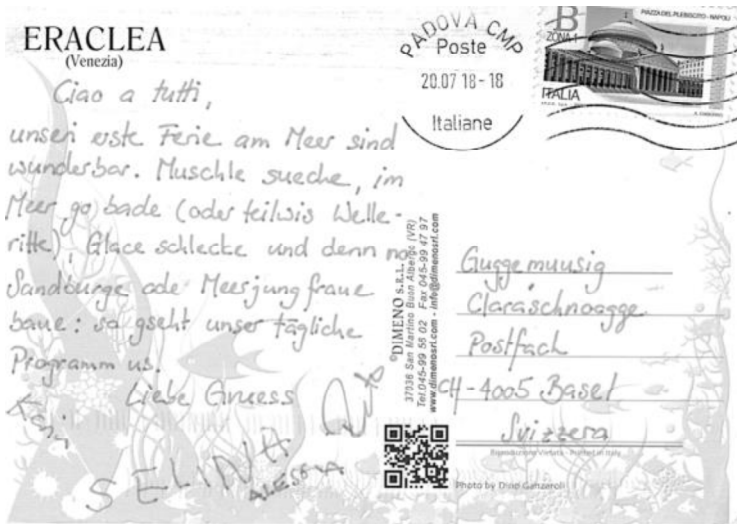 ERACLEA
(Venezia)
Ciao a tutti,
unseri erste Ferie am Meer sind
wunderbar. Muschle sueche, im
Meer go bade (oder teilwis Welle-
ritte), Glace schlecke und denn no
Sandburge ode Meerjungfraue
baue: so gseht unser tägliche
Programm us.
Liebe Gruess
SELINA
ALESSIA
PADOVA CMP
Poste
20.07 18-18
Italiane
B
ZONA 1
PIAZZA DEL PLEBISCITO - NAPOLI
ITALIA
©DIMENO S.R.L.
37036 San Martino Buon Albergo (VR)
Tel.045-99 56 02 Fax 045-99 47 97
www.dimenosrl.com - info@dimenosrl.com
Guggemuusig
Claraschnoogge
Postfach
CH-4005 Basel
Svizzera
Riproduzione Vietata - Printed in Italy
Photo by Dino Ganzeroli